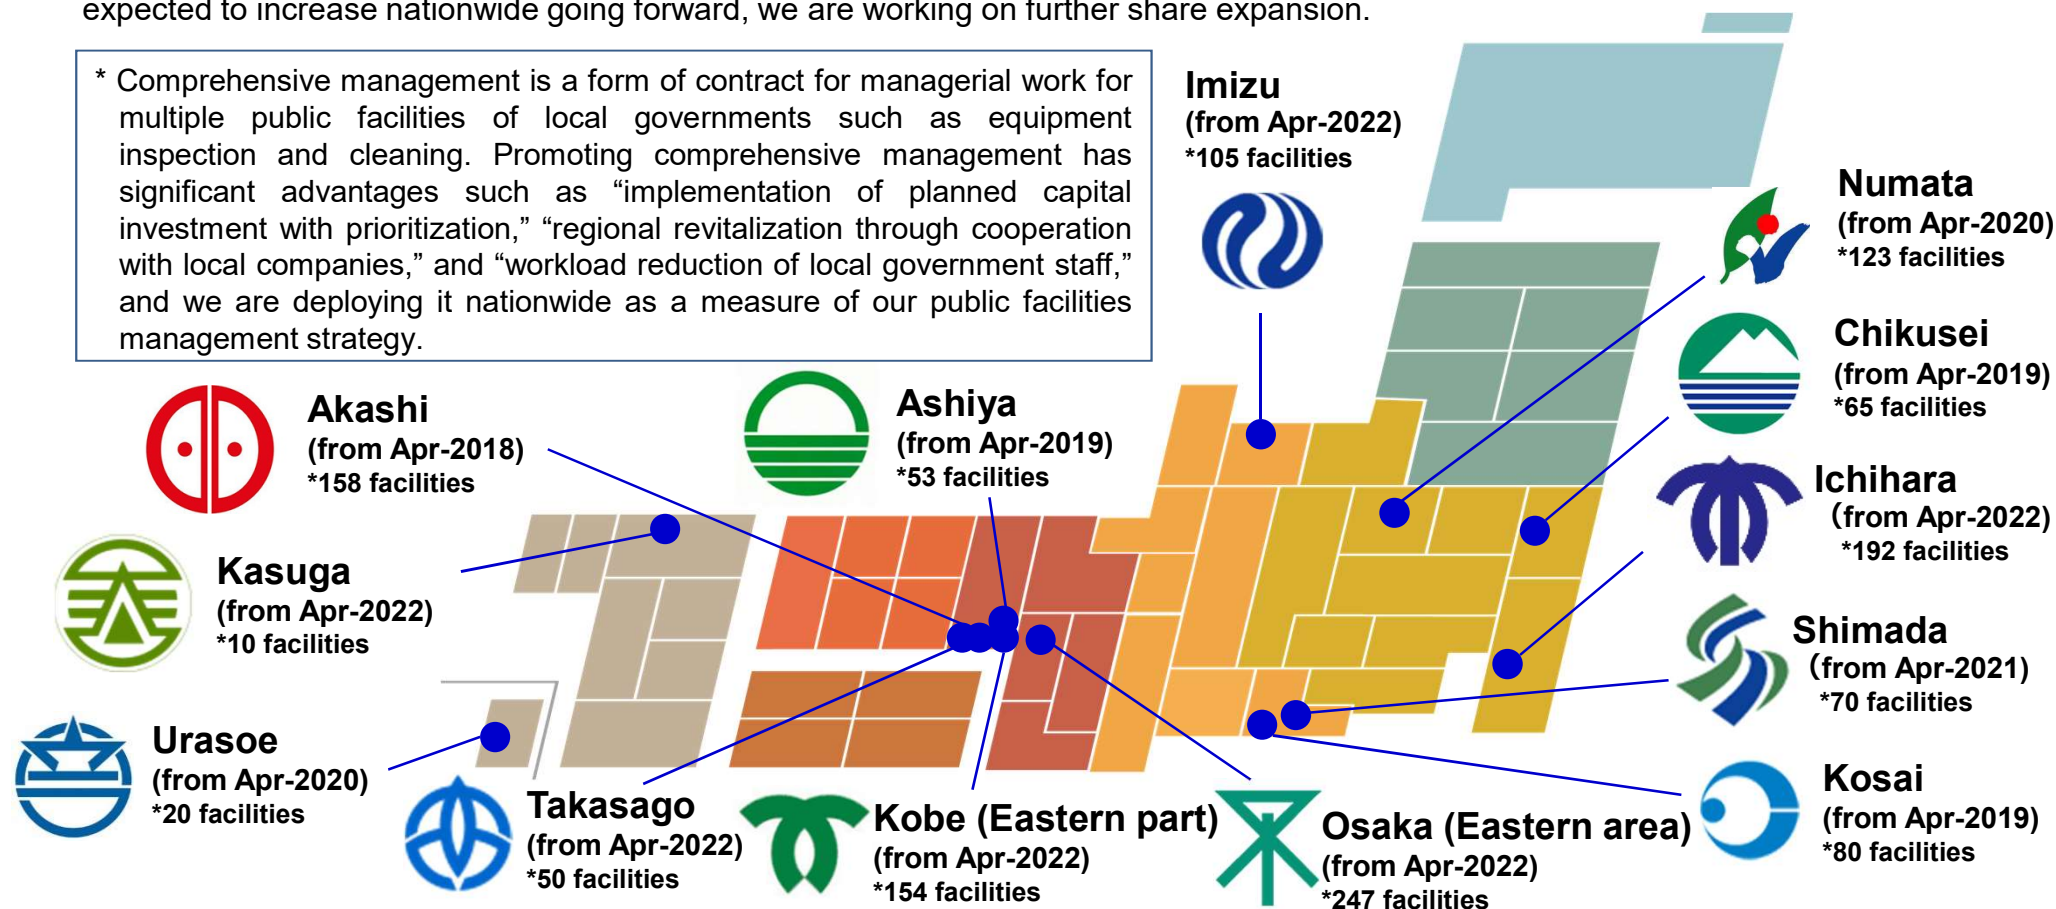 expected to increase nationwide going forward, we are working on further share expansion.
* Comprehensive management is a form of contract for managerial work for
multiple public facilities of local governments such as equipment
inspection and cleaning. Promoting comprehensive management has
significant advantages such as “implementation of planned capital
investment with prioritization,” “regional revitalization through cooperation
with local companies,” and “workload reduction of local government staff,”
and we are deploying it nationwide as a measure of our public facilities
management strategy.
Imizu
(from Apr-2022)
*105 facilities
Numata
(from Apr-2020)
*123 facilities
Chikusei
(from Apr-2019)
*65 facilities
Akashi
(from Apr-2018)
*158 facilities
Ashiya
(from Apr-2019)
*53 facilities
Ichihara
(from Apr-2022)
*192 facilities
Kasuga
(from Apr-2022)
*10 facilities
Shimada
(from Apr-2021)
*70 facilities
Urasoe
(from Apr-2020)
*20 facilities
Takasago
(from Apr-2022)
*50 facilities
Kobe (Eastern part)
(from Apr-2022)
*154 facilities
Osaka (Eastern area)
(from Apr-2022)
*247 facilities
Kosai
(from Apr-2019)
*80 facilities